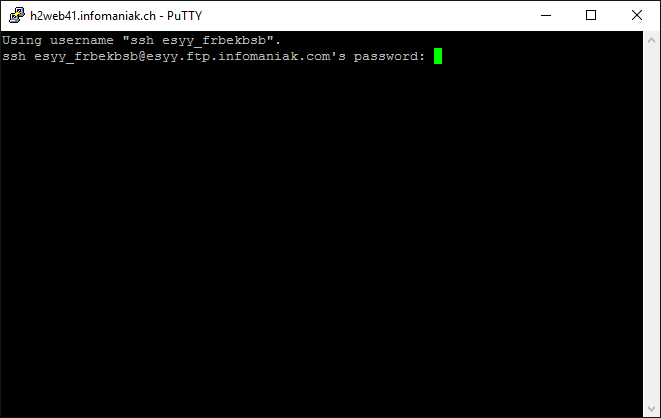 h2web41.infomaniak.ch - PuTTY
Using username "ssh esyy_frbekbsb".
ssh esyy_frbekbsb@esyy.ftp.infomaniak.com's password: